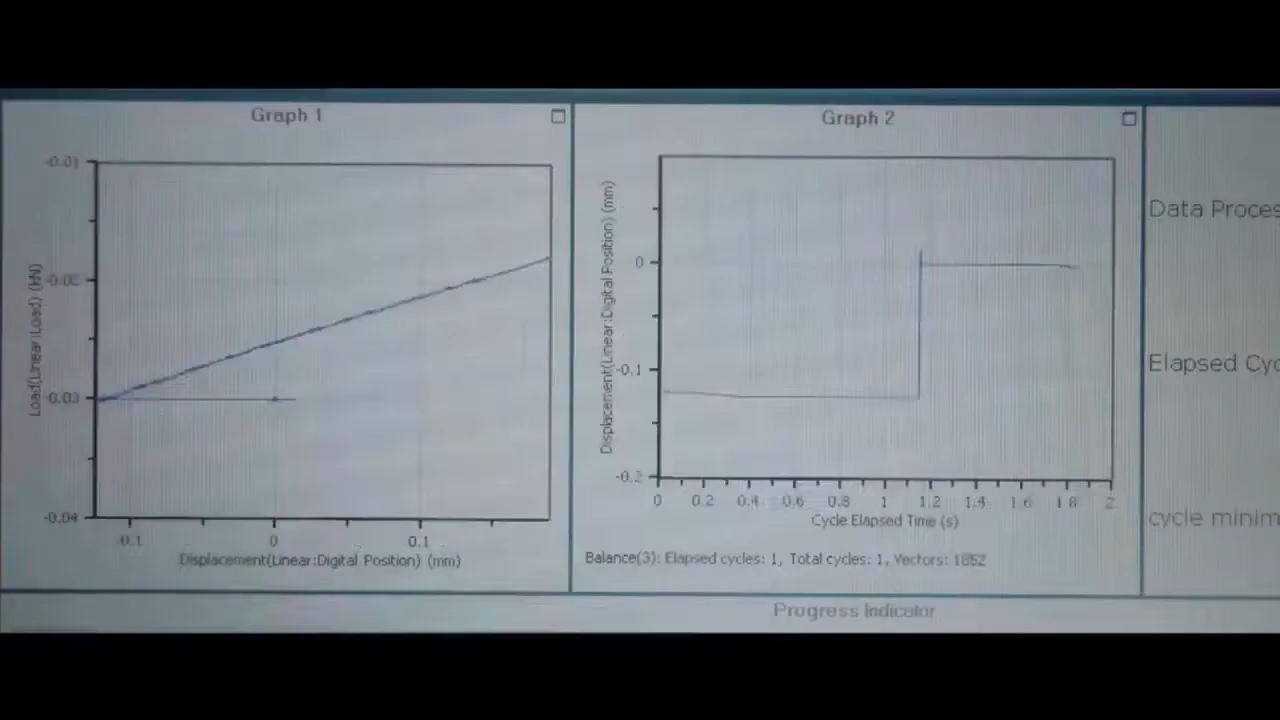 Graph 1
-0.01
-0.02
-0.03
-0.04
-0.1
0
0.1
Load(Linear:Load) (kN)
Displacement(Linear:Digital Position) (mm)
Graph 2
0
-0.1
-0.2
0
0.2
0.4
0.6
0.8
1
1.2
1.4
1.6
1.8
2
Displacement(Linear:Digital Position) (mm)
Cycle Elapsed Time (s)
Balance(3): Elapsed cycles: 1, Total cycles: 1, Vectors: 1852
Data Proces
Elapsed Cyc
cycle minim
Progress Indicator